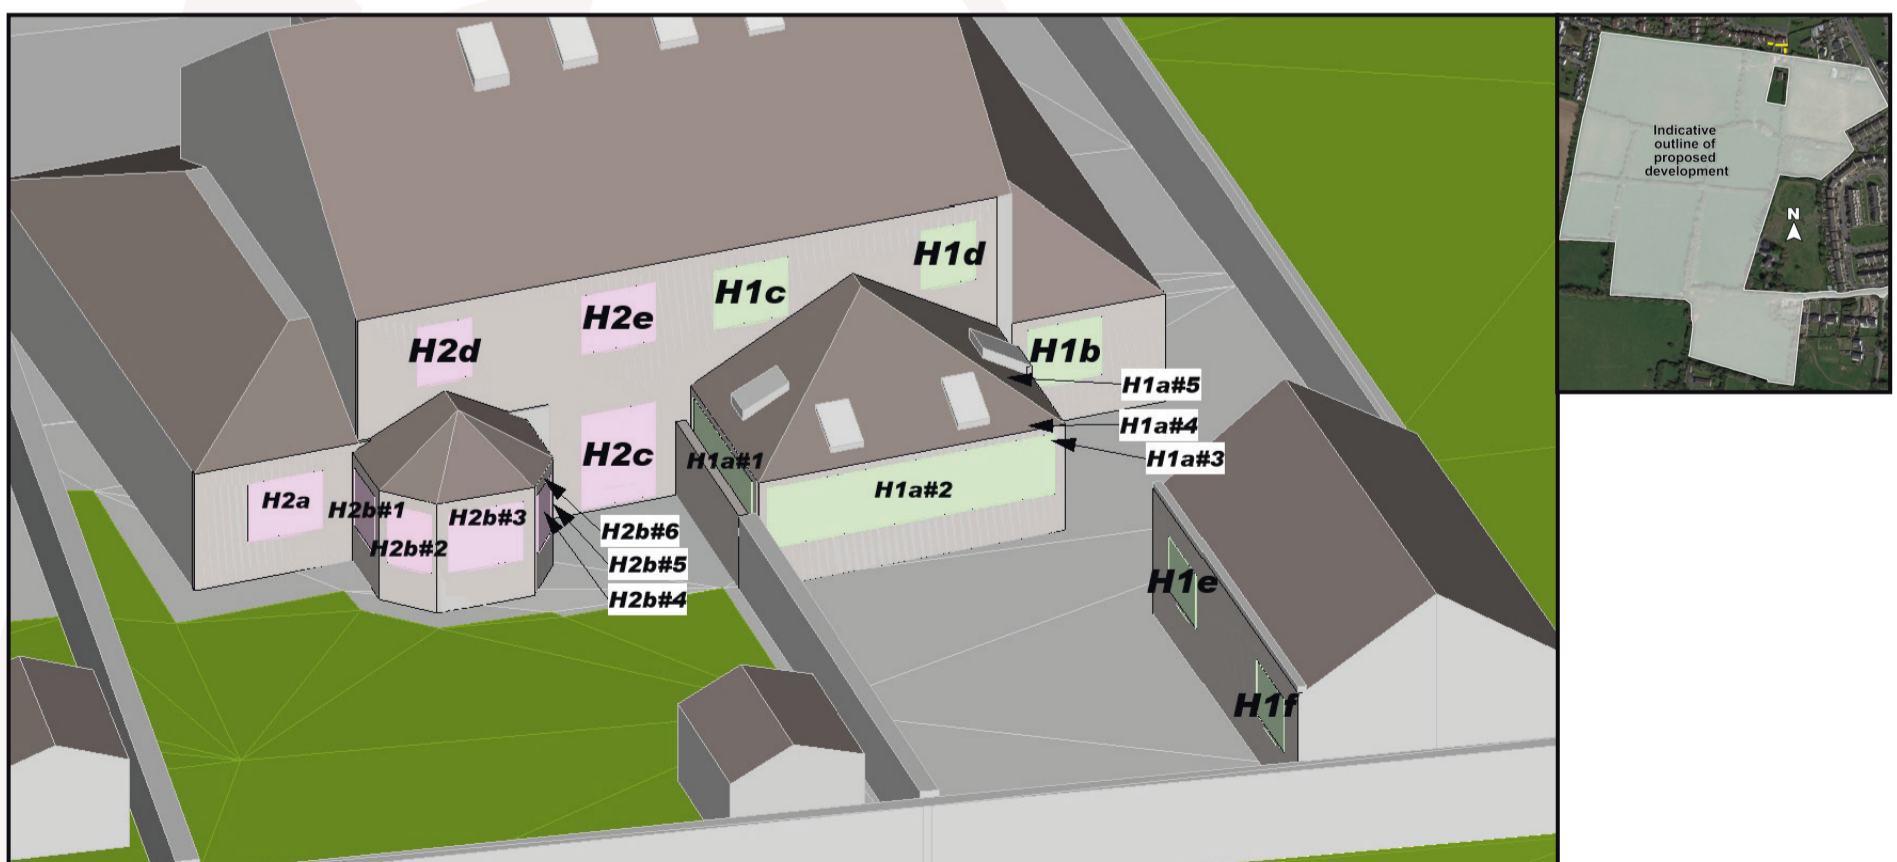 H1d
H1c
H2e
H2d
H1b
H1a#5
H1a#4
H1a#3
H2c
H1a#1
H1a#2
H2a
H2b#1
H2b#3
H2b#2
H2b#6
H2b#5
H2b#4
H1e
H1f
Indicative
outline of
proposed
development
N